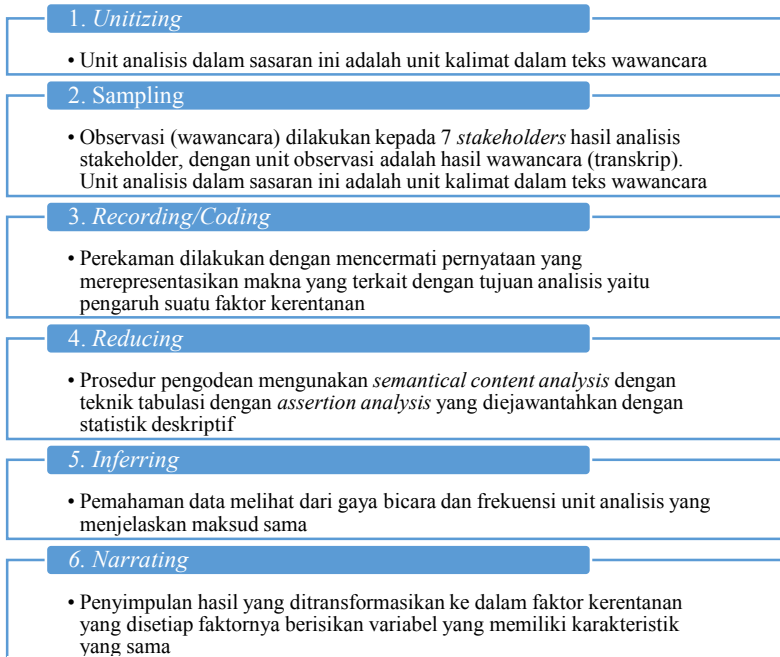 1. Unitizing
• Unit analisis dalam sasaran ini adalah unit kalimat dalam teks wawancara
2. Sampling
• Observasi (wawancara) dilakukan kepada 7 stakeholders hasil analisis
stakeholder, dengan unit observasi adalah hasil wawancara (transkrip).
Unit analisis dalam sasaran ini adalah unit kalimat dalam teks wawancara
3. Recording/Coding
• Perekaman dilakukan dengan mencermati pernyataan yang
merepresentasikan makna yang terkait dengan tujuan analisis yaitu
pengaruh suatu faktor kerentanan
4. Reducing
• Prosedur pengodean mengunakan semantical content analysis dengan
teknik tabulasi dengan assertion analysis yang diejawantahkan dengan
statistik deskriptif
5. Inferring
• Pemahaman data melihat dari gaya bicara dan frekuensi unit analisis yang
menjelaskan maksud sama
6. Narrating
• Penyimpulan hasil yang ditransformasikan ke dalam faktor kerentanan
yang disetiap faktornya berisikan variabel yang memiliki karakteristik
yang sama